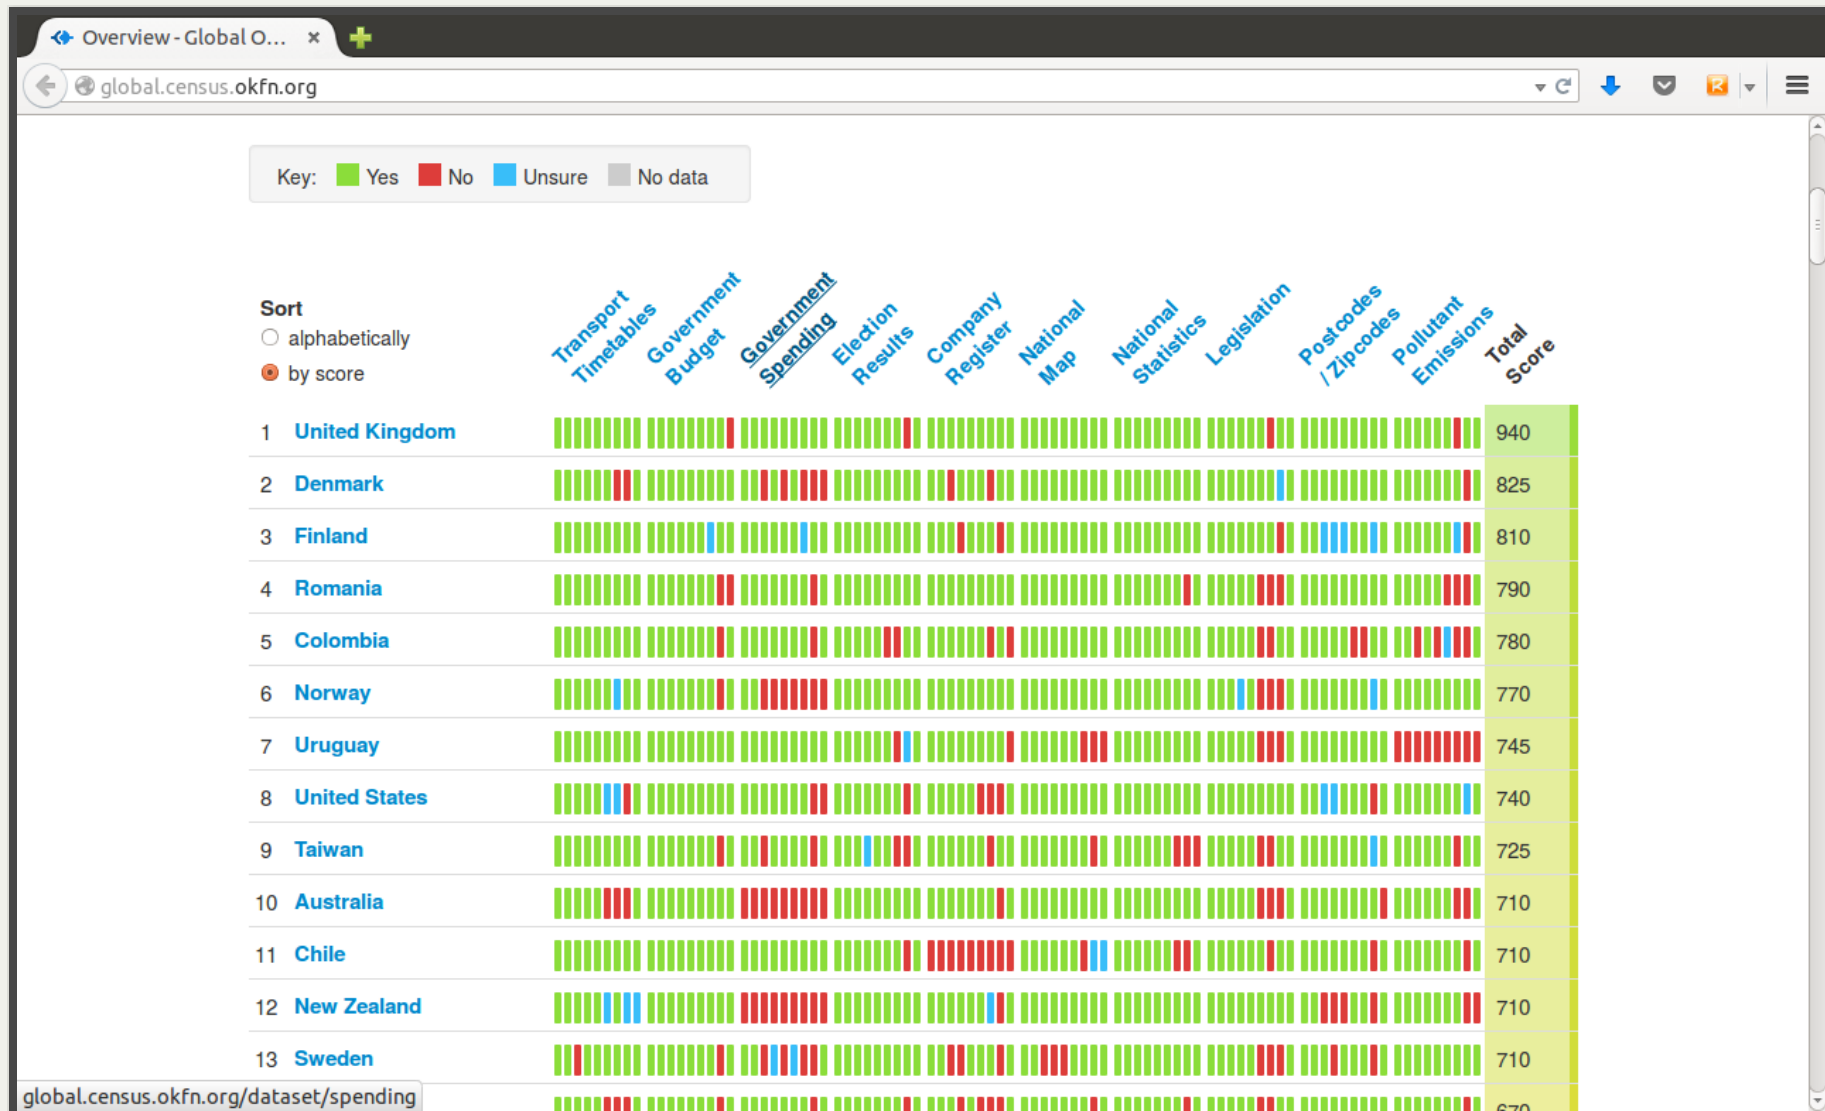 Overview - Global O...
global.census.okfn.org
Key: Yes No Unsure No data
Sort
alphabetically
by score
Transport Timetables
Government Budget
Government Spending
Election Results
Company Register
National Map
National Statistics
Legislation
Postcodes / Zipcodes
Pollutant Emissions
Total Score
1 United Kingdom 940
2 Denmark 825
3 Finland 810
4 Romania 790
5 Colombia 780
6 Norway 770
7 Uruguay 745
8 United States 740
9 Taiwan 725
10 Australia 710
11 Chile 710
12 New Zealand 710
13 Sweden 710
670
global.census.okfn.org/dataset/spending